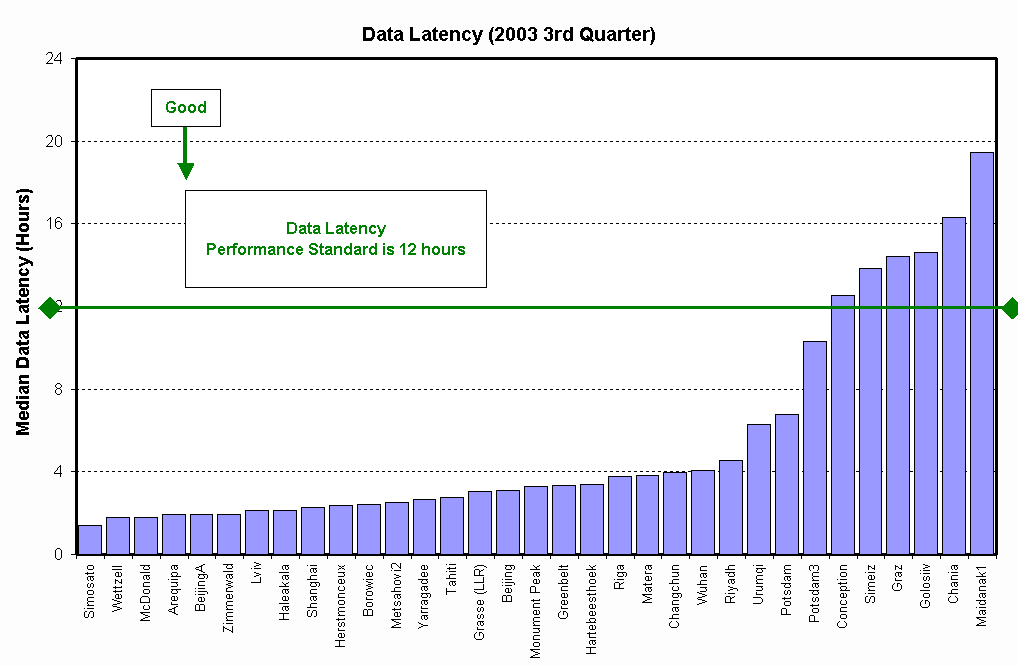 Data Latency (2003 3rd Quarter)
24
Good
20
16
Data Latency
Performance Standard is 12 hours
Median Data Latency (Hours)
2
8
4
0
Simosato
Wettzell
McDonald
Arequipa
BeijingA
Zimmerwald
Lviv
Haleakala
Shanghai
Herstmonceux
Borowiec
Metsahovi2
Yarragadee
Tahiti
Grasse (LLR)
Beijing
Monument Peak
Greenbelt
Hartebeesthoek
Riga
Matera
Changchun
Wuhan
Riyadh
Urumqi
Potsdam
Potsdam3
Conception
Simeiz
Graz
Golosiiv
Chania
Maidanak1